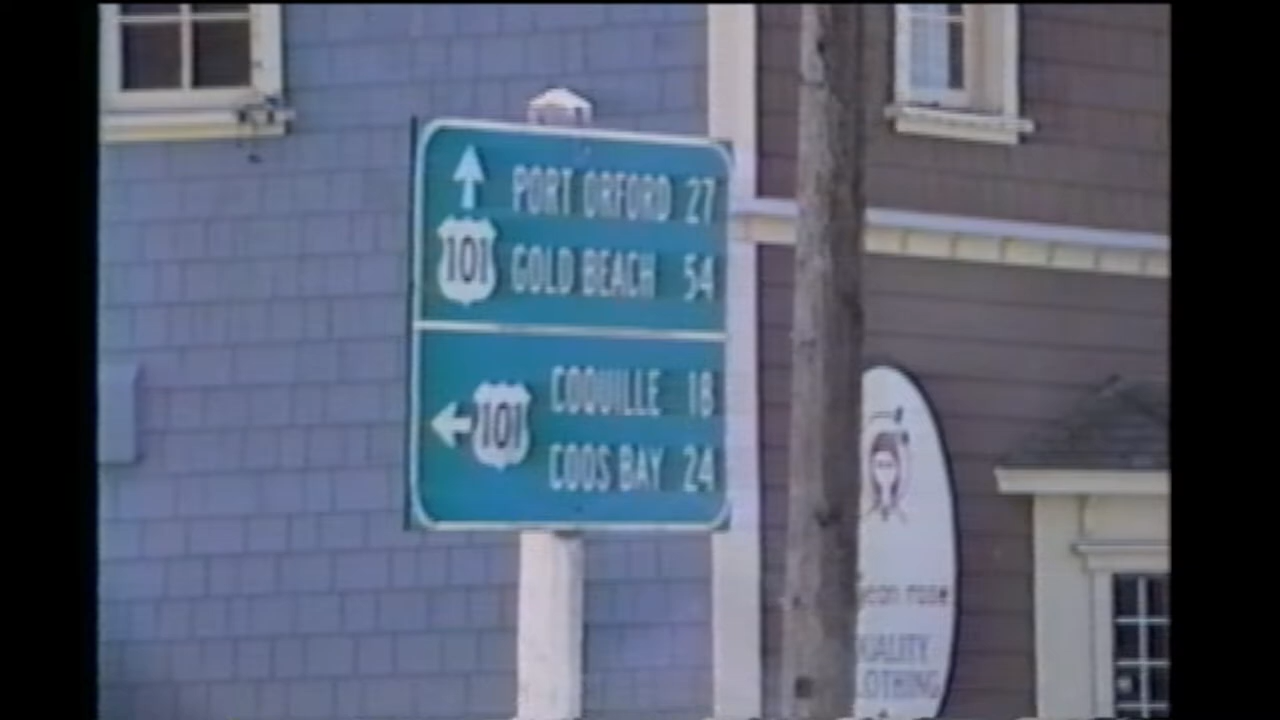 PORT ORFORD 27
101
GOLD BEACH 54
COQUILLE 18
101
COOS BAY 24
QUALITY
CLOTHING